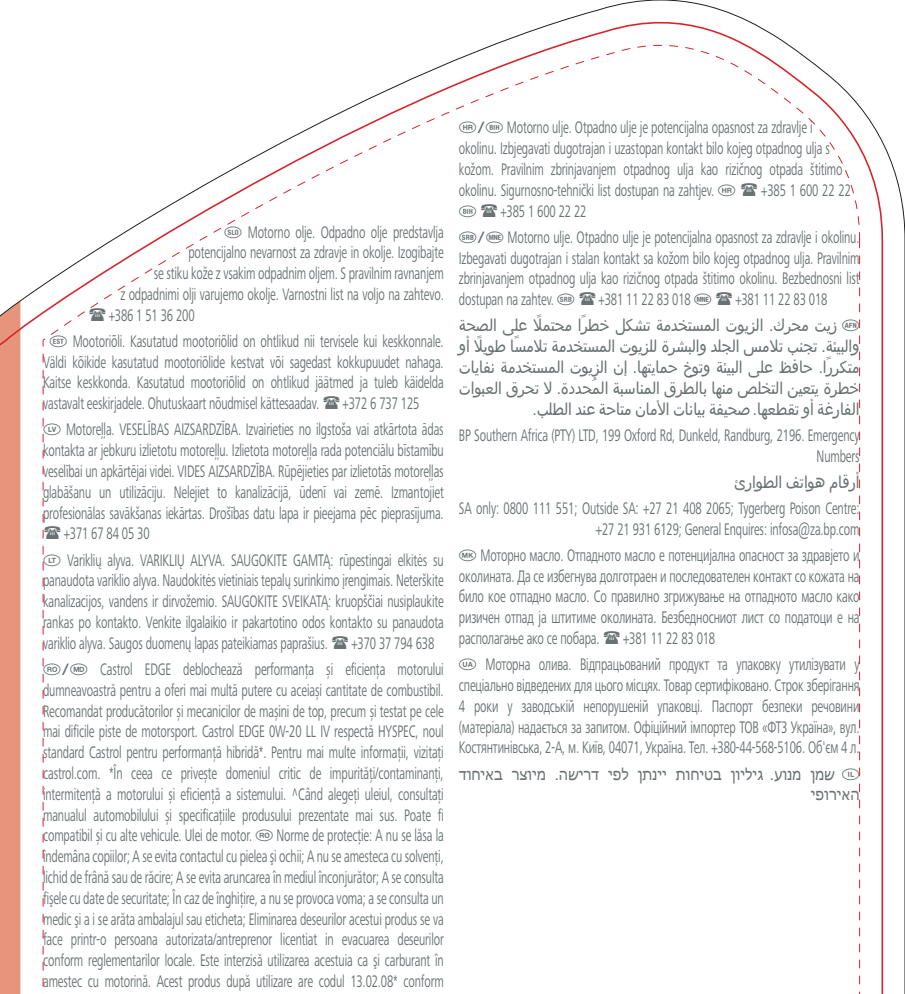 SLO Motorno olje. Odpadno olje predstavlja
potencijalno nevarnost za zdravje in okolje. Izogibajte
se stiku kože z vsakim odpadnim oljem. S pravilnim ravnanjem
z odpadnimi olji varujemo okolje. Varnostni list na voljo na zahtevo.
☎ +386 1 51 36 200
EST Mootoriõli. Kasutatud mootoriõlid on ohtlikud nii tervisele kui keskkonnale.
Väldi kõikide kasutatud mootoriõlide kestvat või sagedast kokkupuudet nahaga.
Kaitse keskkonda. Kasutatud mootoriõlid on ohtlikud jäätmed ja tuleb käidelda
vastavalt eeskirjadele. Ohutuskaart nõudmisel kättesaadav. ☎ +372 6 737 125
LV Motoreļļa. VESELĪBAS AIZSARDZĪBA. Izvairieties no ilgstoša vai atkārtota ādas
kontakta ar jebkuru izlietotu motoreļļu. Izlietota motoreļļa rada potenciālu bīstamību
veselībai un apkārtējai videi. VIDES AIZSARDZĪBA. Rūpējieties par izlietotās motoreļļas
glabāšanu un utilizāciju. Nelejiet to kanalizācijā, ūdenī vai zemē. Izmantojiet
profesionālas savākšanas iekārtas. Drošības datu lapa ir pieejama pēc pieprasījuma.
☎ +371 67 84 05 30
LT Variklių alyva. VARIKLIŲ ALYVA. SAUGOKITE GAMTĄ: rūpestingai elkitės su
panaudota variklio alyva. Naudokitės vietiniais tepalų surinkimo įrengimais. Neterškite
kanalizacijos, vandens ir dirvožemio. SAUGOKITE SVEIKATĄ: kruopščiai nusiplaukite
rankas po kontakto. Venkite ilgalaikio ir pakartotino odos kontakto su panaudota
variklio alyva. Saugos duomenų lapas pateikiamas paprašius. ☎ +370 37 794 638
RO/MD Castrol EDGE deblochează performanța și eficiența motorului
dumneavoastră pentru a oferi mai multă putere cu aceiași cantitate de combustibil.
Recomandat producătorilor și mecanicilor de mașini de top, precum și testat pe cele
mai dificile piste de motorsport. Castrol EDGE 0W-20 LL IV respectă HYSPEC, noul
standard Castrol pentru performanță hibridă*. Pentru mai multe informații, vizitați
castrol.com. *În ceea ce privește domeniul critic de impurități/contaminanți,
intermitență a motorului și eficiență a sistemului. ^Când alegeți uleiul, consultați
manualul automobilului și specificațiile produsului prezentate mai sus. Poate fi
compatibil și cu alte vehicule. Ulei de motor. RO Norme de protecție: A nu se lăsa la
îndemâna copiilor; A se evita contactul cu pielea și ochii; A nu se amesteca cu solvenți,
lichid de frână sau de răcire; A se evita aruncarea în mediul înconjurător; A se consulta
fișele cu date de securitate; În caz de înghițire, a nu se provoca voma; a se consulta un
medic și a i se arăta ambalajul sau eticheta; Eliminarea deseurilor acestui produs se va
face printr-o persoana autorizata/antreprenor licentiat in evacuarea deseurilor
conform reglementarilor locale. Este interzisă utilizarea acestuia ca și carburant în
amestec cu motorină. Acest produs după utilizare are codul 13.02.08* conform
HR/BIH Motorno ulje. Otpadno ulje je potencijalna opasnost za zdravlje i
okolinu. Izbjegavati dugotrajan i uzastopan kontakt bilo kojeg otpadnog ulja s
kožom. Pravilnim zbrinjavanjem otpadnog ulja kao rizičnog otpada štitimo
okolinu. Sigurnosno-tehnički list dostupan na zahtjev. HR ☎ +385 1 600 22 22
BIH ☎ +385 1 600 22 22
SRB/MNE Motorno ulje. Otpadno ulje je potencijalna opasnost za zdravlje i okolinu.
Izbegavati dugotrajan i stalan kontakt sa kožom bilo kojeg otpadnog ulja. Pravilnim
zbrinjavanjem otpadnog ulja kao rizičnog otpada štitimo okolinu. Bezbednosni list
dostupan na zahtev. SRB ☎ +381 11 22 83 018 MNE ☎ +381 11 22 83 018
AFN زيت محرك. الزيوت المستخدمة تشكل خطرًا محتملًا على الصحة
والبيئة. تجنب تلامس الجلد والبشرة للزيوت المستخدمة تلامساً طويلًا أو
متكررًا. حافظ على البيئة وتوخ حمايتها. إن الزيوت المستخدمة نفايات
خطرة يتعين التخلص منها بالطرق المناسبة المحددة. لا تحرق العبوات
الفارغة أو تقطعها. صحيفة بيانات الأمان متاحة عند الطلب.
BP Southern Africa (PTY) LTD, 199 Oxford Rd, Dunkeld, Randburg, 2196. Emergency
Numbers
أرقام هواتف الطوارئ
SA only: 0800 111 551; Outside SA: +27 21 408 2065; Tygerberg Poison Centre:
+27 21 931 6129; General Enquires: infosa@za.bp.com
MK Моторно масло. Отпадното масло е потенцијална опасност за здравјето и
околината. Да се избегнува долготраен и последователен контакт со кожата на
било кое отпадно масло. Со правилно згрижување на отпадното масло како
ризичен отпад ја штитиме околината. Безбедносниот лист со податоци е на
располагање ако се побара. ☎ +381 11 22 83 018
UA Моторна олива. Відпрацьований продукт та упаковку утилізувати у
спеціально відведених для цього місцях. Товар сертифіковано. Строк зберігання
4 роки у заводській непорушеній упаковці. Паспорт безпеки речовини
(матеріала) надається за запитом. Офіційний імпортер ТОВ «ФТЗ Україна», вул.
Костянтинівська, 2-А, м. Київ, 04071, Україна. Тел. +380-44-568-5106. Об'єм 4 л.
IL שמן מנוע. גיליון בטיחות יינתן לפי דרישה. מיוצר באיחוד
האירופי